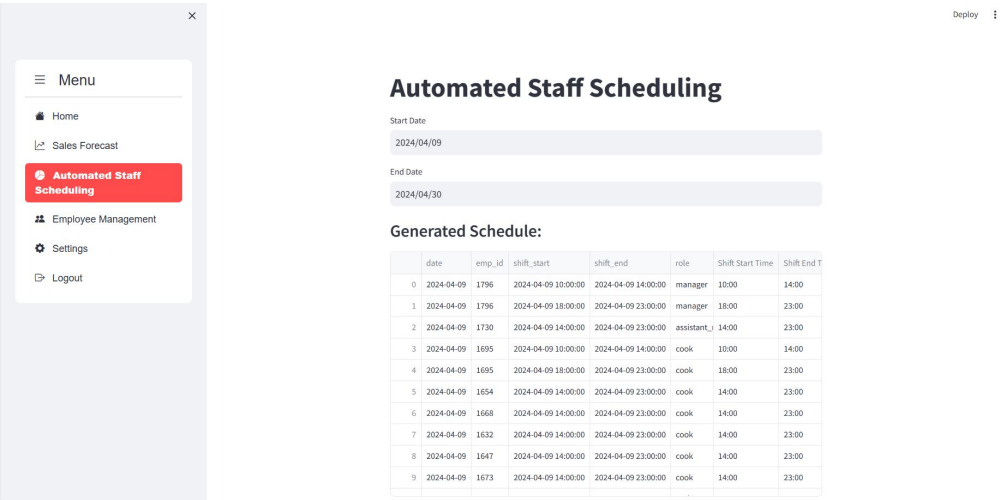 Deploy
Menu
Home
Sales Forecast
Automated Staff
Scheduling
Employee Management
Settings
Logout
Automated Staff Scheduling
Start Date
2024/04/09
End Date
2024/04/30
Generated Schedule:
date emp_id shift_start shift_end role Shift Start Time Shift End T
0 2024-04-09 1796 2024-04-09 10:00:00 2024-04-09 14:00:00 manager 10:00 14:00
1 2024-04-09 1796 2024-04-09 18:00:00 2024-04-09 23:00:00 manager 18:00 23:00
2 2024-04-09 1730 2024-04-09 14:00:00 2024-04-09 23:00:00 assistant_ 14:00 23:00
3 2024-04-09 1695 2024-04-09 10:00:00 2024-04-09 14:00:00 cook 10:00 14:00
4 2024-04-09 1695 2024-04-09 18:00:00 2024-04-09 23:00:00 cook 18:00 23:00
5 2024-04-09 1654 2024-04-09 14:00:00 2024-04-09 23:00:00 cook 14:00 23:00
6 2024-04-09 1668 2024-04-09 14:00:00 2024-04-09 23:00:00 cook 14:00 23:00
7 2024-04-09 1632 2024-04-09 14:00:00 2024-04-09 23:00:00 cook 14:00 23:00
8 2024-04-09 1647 2024-04-09 14:00:00 2024-04-09 23:00:00 cook 14:00 23:00
9 2024-04-09 1673 2024-04-09 14:00:00 2024-04-09 23:00:00 cook 14:00 23:00